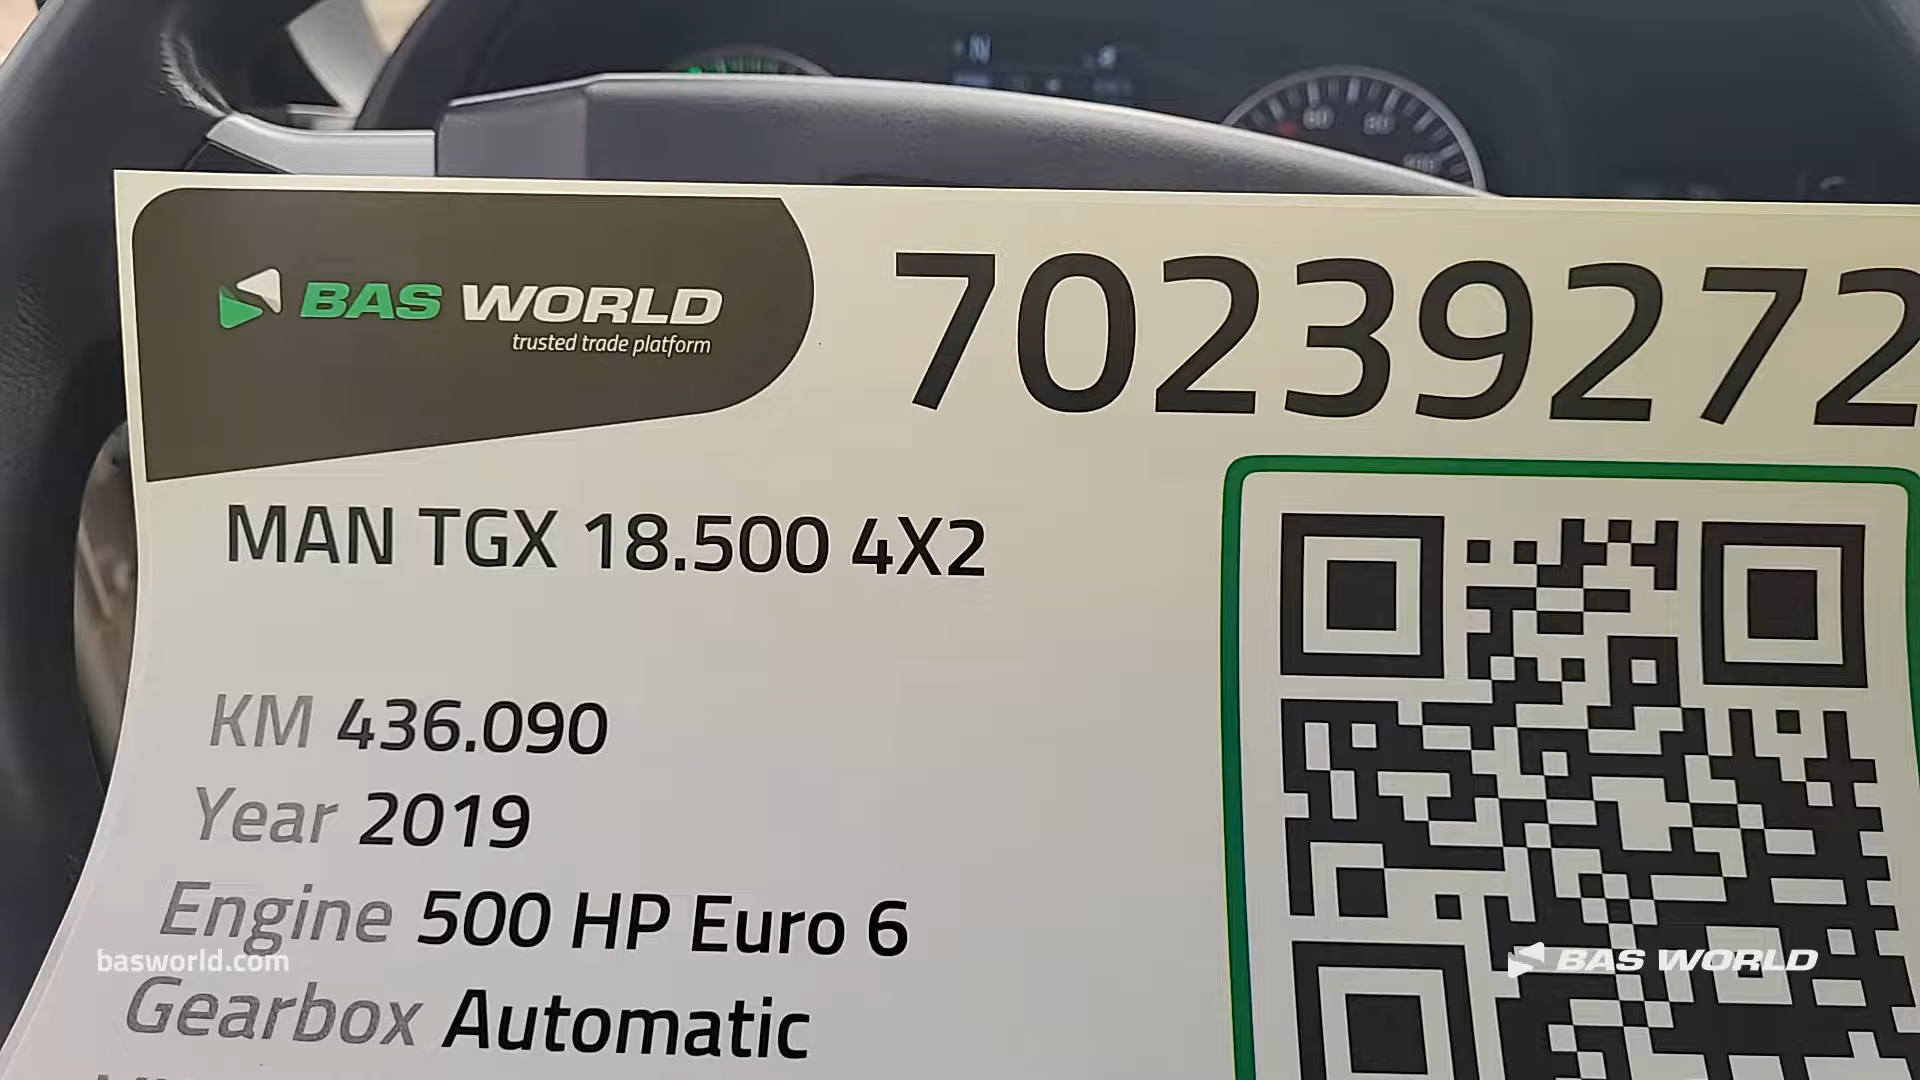 BAS WORLD
trusted trade platform
70239272
MAN TGX 18.500 4X2
KM 436.090
Year 2019
Engine 500 HP Euro 6
basworld.com
BAS WORLD
Gearbox Automatic